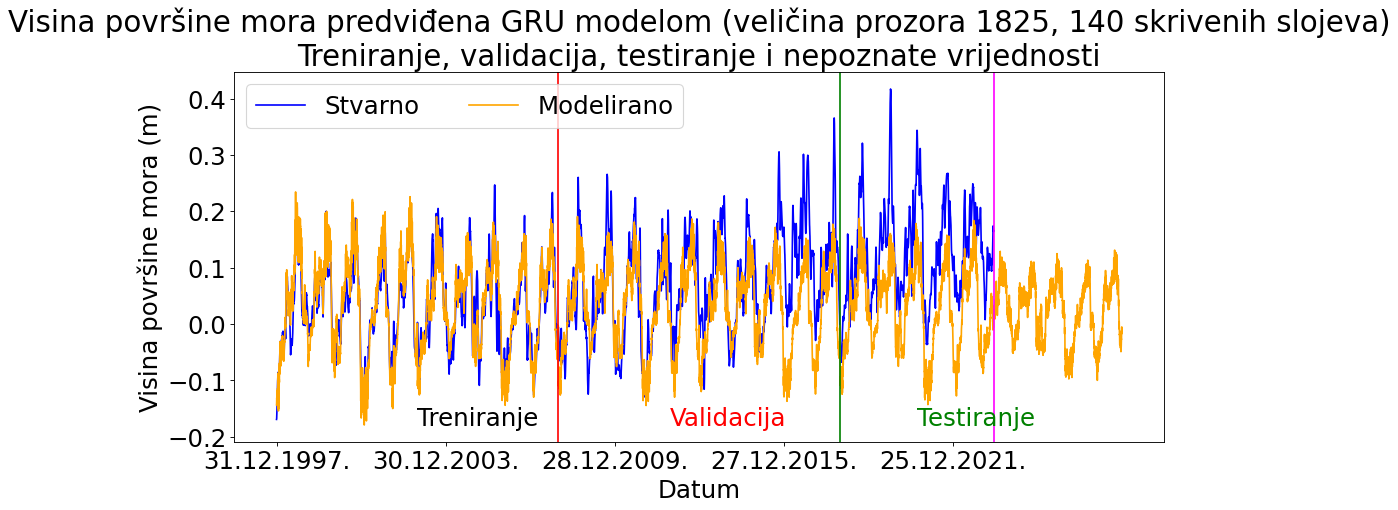 Visina površine mora predviđena GRU modelom (veličina prozora 1825, 140 skrivenih slojeva)
Treniranje, validacija, testiranje i nepoznate vrijednosti
Stvarno Modelirano
Visina površine mora (m)
0.4
0.3
0.2
0.1
0.0
−0.1
−0.2
Treniranje Validacija Testiranje
31.12.1997. 30.12.2003. 28.12.2009. 27.12.2015. 25.12.2021.
Datum